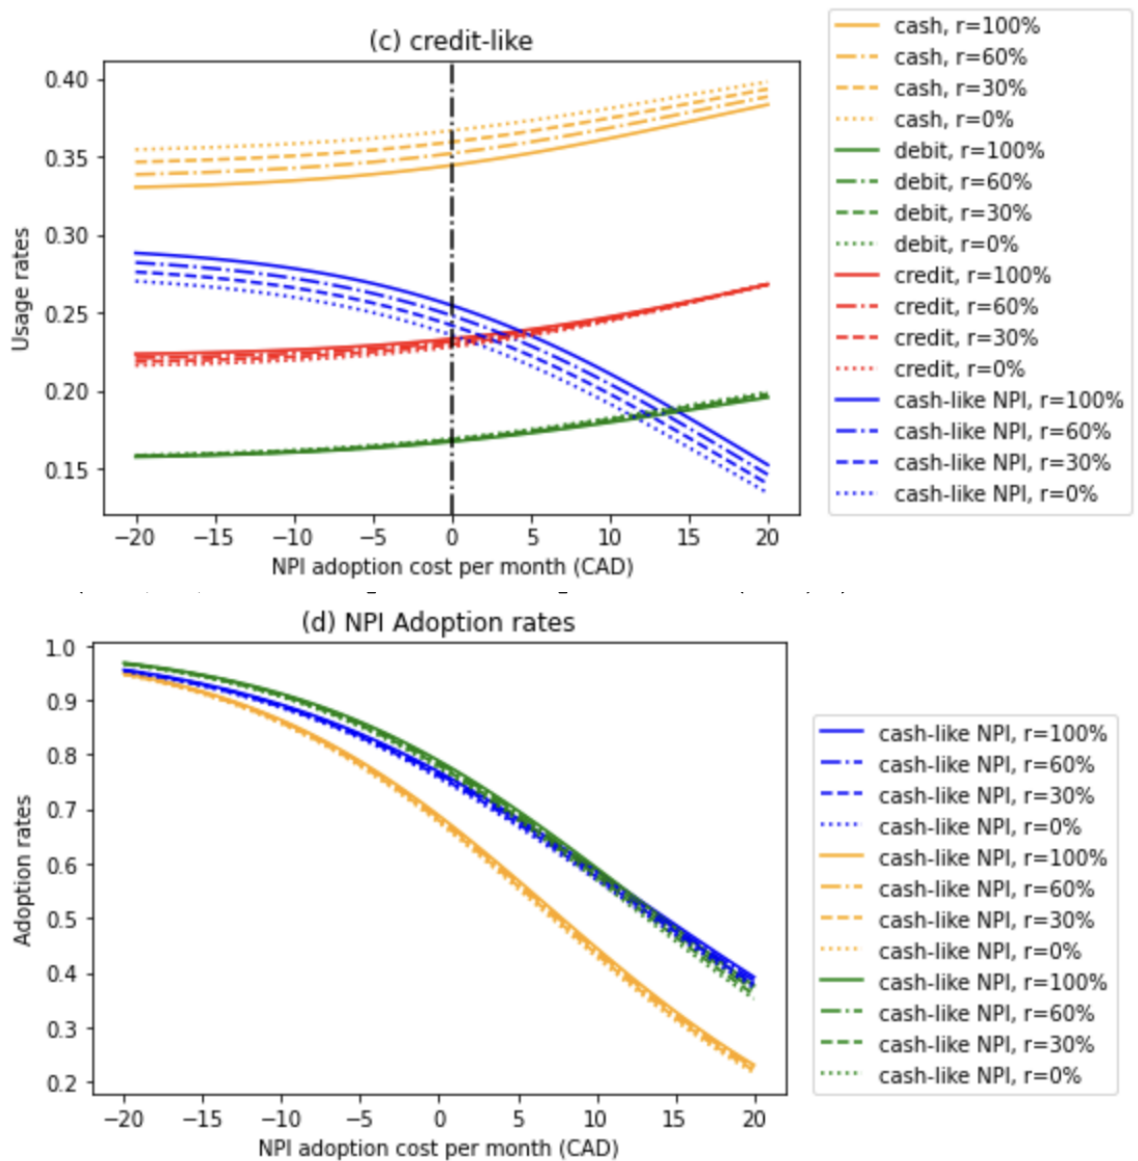 (c) credit-like
0.40
0.35
0.30
0.25
0.20
0.15
Usage rates
−20 −15 −10 −5 0 5 10 15 20
NPI adoption cost per month (CAD)
cash, r=100%
cash, r=60%
cash, r=30%
cash, r=0%
debit, r=100%
debit, r=60%
debit, r=30%
debit, r=0%
credit, r=100%
credit, r=60%
credit, r=30%
credit, r=0%
cash-like NPI, r=100%
cash-like NPI, r=60%
cash-like NPI, r=30%
cash-like NPI, r=0%
(d) NPI Adoption rates
1.0
0.9
0.8
0.7
0.6
0.5
0.4
0.3
0.2
Adoption rates
−20 −15 −10 −5 0 5 10 15 20
NPI adoption cost per month (CAD)
cash-like NPI, r=100%
cash-like NPI, r=60%
cash-like NPI, r=30%
cash-like NPI, r=0%
cash-like NPI, r=100%
cash-like NPI, r=60%
cash-like NPI, r=30%
cash-like NPI, r=0%
cash-like NPI, r=100%
cash-like NPI, r=60%
cash-like NPI, r=30%
cash-like NPI, r=0%